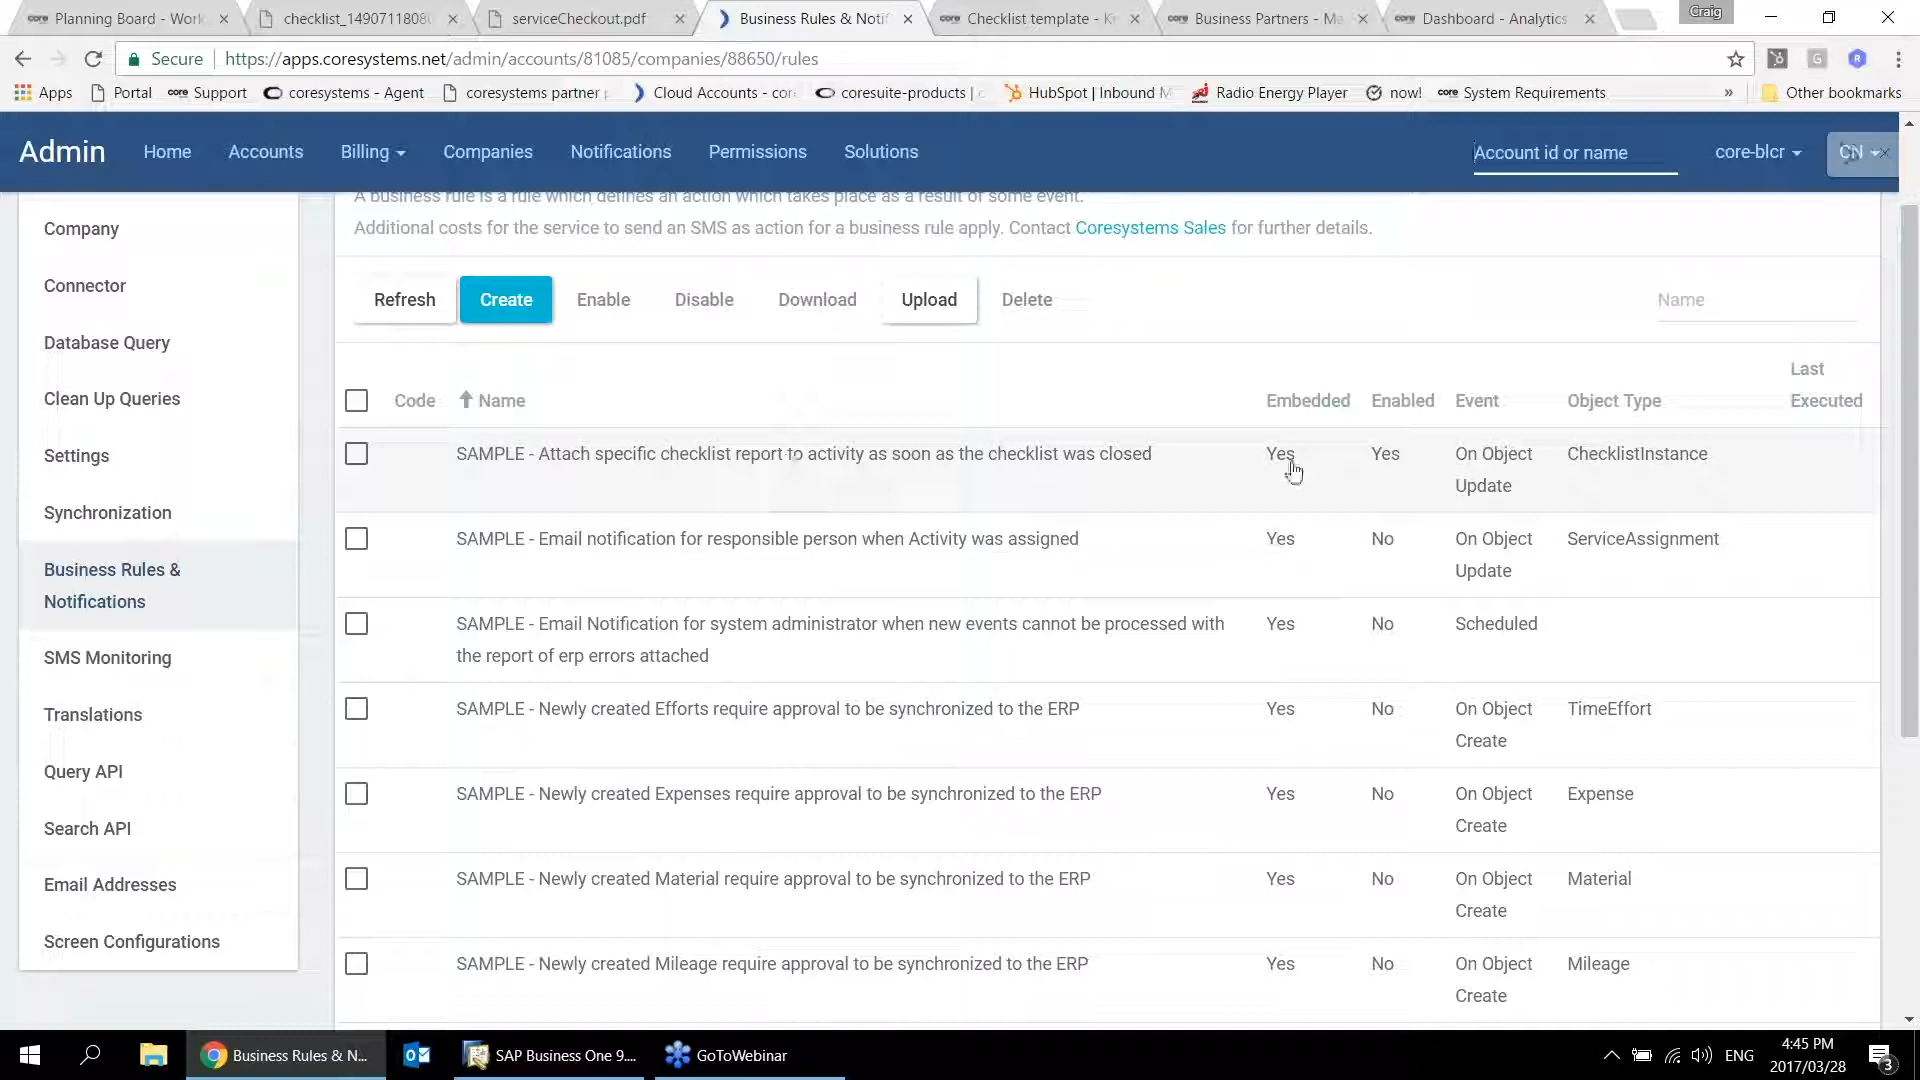 core Planning Board - Work
checklist_149071180
serviceCheckout.pdf
Business Rules & Notif
core Checklist template - K
core Business Partners - Ma
core Dashboard - Analytics
Craig
Secure
https://apps.coresystems.net/admin/accounts/81085/companies/88650/rules
Apps
Portal
core Support
coresystems - Agent
coresystems partner p
Cloud Accounts - core
coresuite-products |
HubSpot | Inbound M
Radio Energy Player
now!
core System Requirements
»
Other bookmarks
Admin
Home
Accounts
Billing
Companies
Notifications
Permissions
Solutions
Account id or name
core-blcr
CN
Company
Connector
Database Query
Clean Up Queries
Settings
Synchronization
Business Rules &
Notifications
SMS Monitoring
Translations
Query API
Search API
Email Addresses
Screen Configurations
A business rule is a rule which defines an action which takes place as a result of some event.
Additional costs for the service to send an SMS as action for a business rule apply. Contact Coresystems Sales for further details.
Refresh
Create
Enable
Disable
Download
Upload
Delete
Name
Code
Name
Embedded
Enabled
Event
Object Type
Last
Executed
SAMPLE - Attach specific checklist report to activity as soon as the checklist was closed
Yes
Yes
On Object
Update
ChecklistInstance
SAMPLE - Email notification for responsible person when Activity was assigned
Yes
No
On Object
Update
ServiceAssignment
SAMPLE - Email Notification for system administrator when new events cannot be processed with
the report of erp errors attached
Yes
No
Scheduled
SAMPLE - Newly created Efforts require approval to be synchronized to the ERP
Yes
No
On Object
Create
TimeEffort
SAMPLE - Newly created Expenses require approval to be synchronized to the ERP
Yes
No
On Object
Create
Expense
SAMPLE - Newly created Material require approval to be synchronized to the ERP
Yes
No
On Object
Create
Material
SAMPLE - Newly created Mileage require approval to be synchronized to the ERP
Yes
No
On Object
Create
Mileage
Business Rules & N...
SAP Business One 9....
GoToWebinar
ENG
4:45 PM
2017/03/28
3